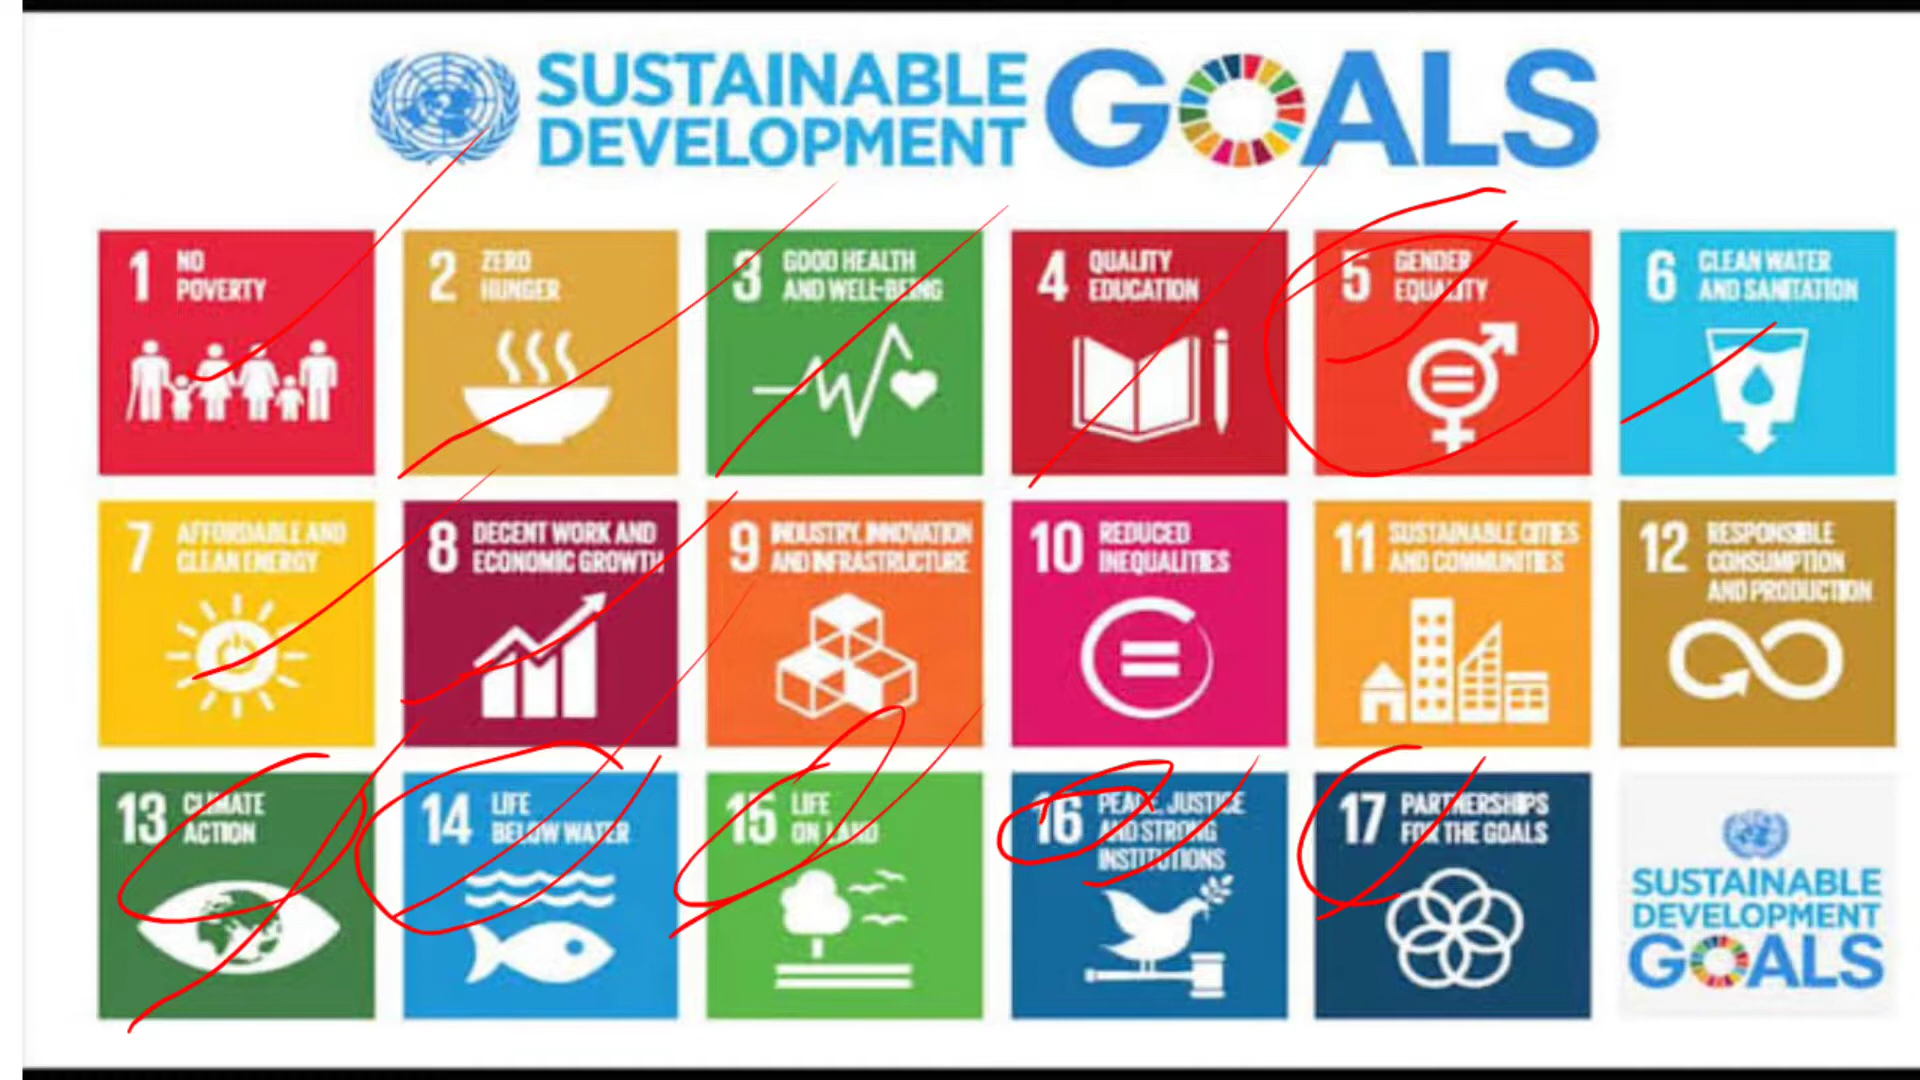 SUSTAINABLE
DEVELOPMENT
GOALS
1 NO
POVERTY
2 ZERO
HUNGER
3 GOOD HEALTH
AND WELL-BEING
4 QUALITY
EDUCATION
5 GENDER
EQUALITY
6 CLEAN WATER
AND SANITATION
7 AFFORDABLE AND
CLEAN ENERGY
8 DECENT WORK AND
ECONOMIC GROWTH
9 INDUSTRY, INNOVATION
AND INFRASTRUCTURE
10 REDUCED
INEQUALITIES
11 SUSTAINABLE CITIES
AND COMMUNITIES
12 RESPONSIBLE
CONSUMPTION
AND PRODUCTION
13 CLIMATE
ACTION
14 LIFE
BELOW WATER
15 LIFE
ON LAND
16 PEACE, JUSTICE
AND STRONG
INSTITUTIONS
17 PARTNERSHIPS
FOR THE GOALS
SUSTAINABLE
DEVELOPMENT
GOALS